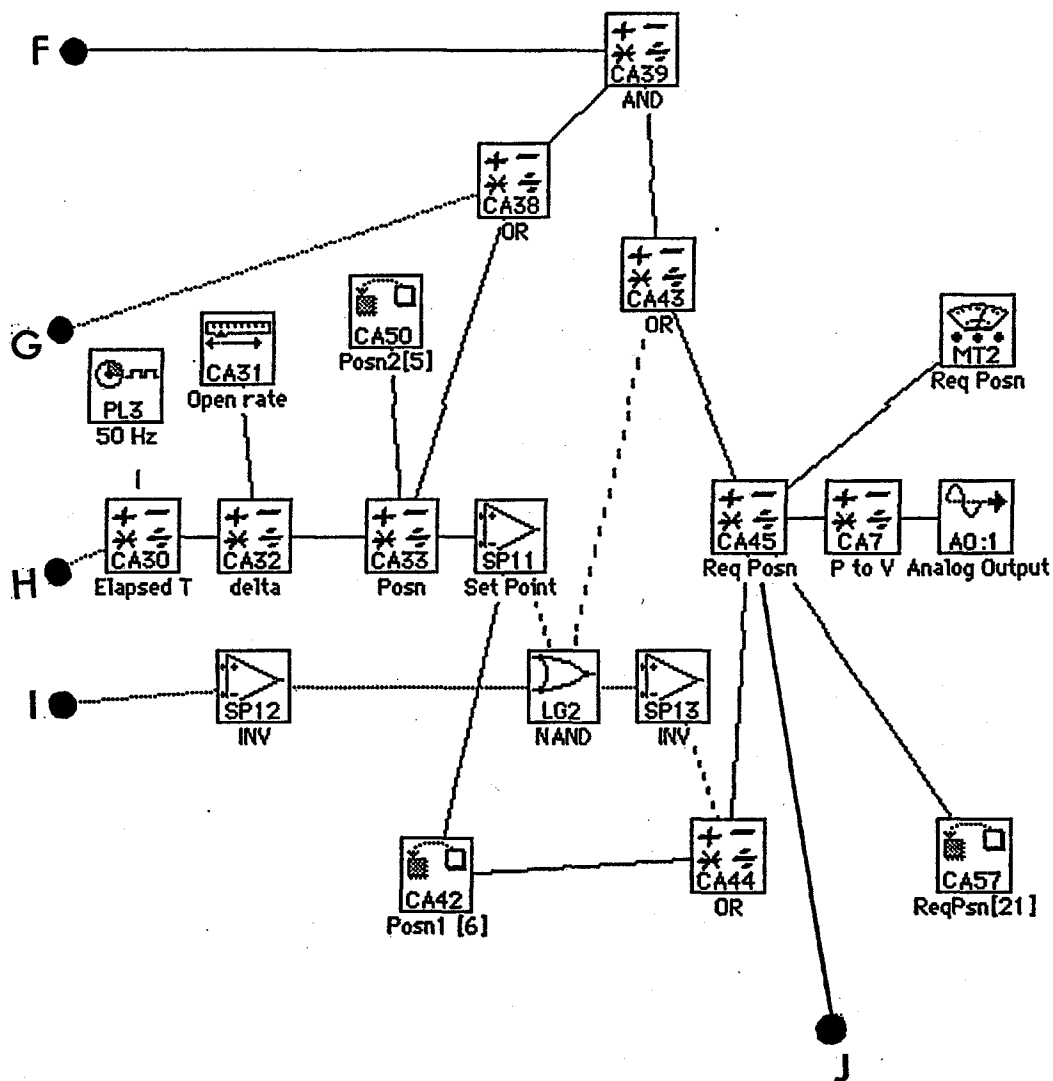 F
CA39
AND
CA38
OR
G
CA43
OR
CA50
Posn2[5]
CA31
Open rate
MT2
Req Posn
PL3
50 Hz
H
CA30
Elapsed T
CA32
delta
CA33
Posn
SP11
Set Point
CA45
Req Posn
CA7
P to V
AO:1
Analog Output
I
SP12
INV
LG2
NAND
SP13
INV
CA42
Posn1 [6]
CA44
OR
CA57
ReqPsn[21]
J